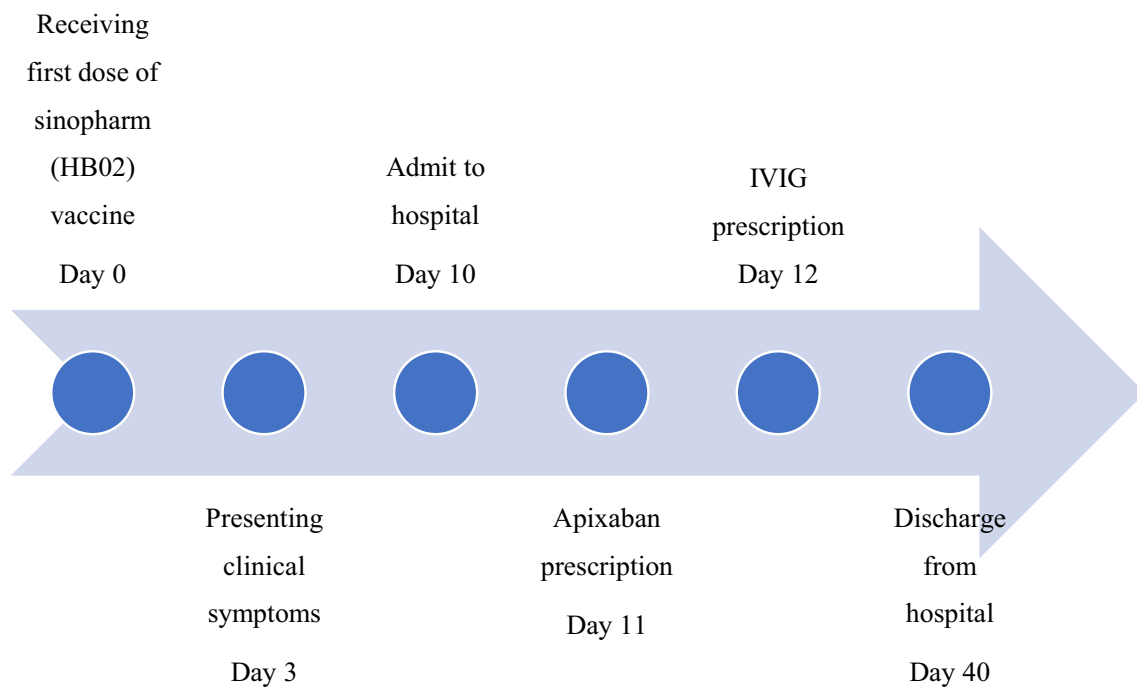 Receiving
first dose of
sinopharm
(HB02)
vaccine
Day 0
Presenting
clinical
symptoms
Day 3
Admit to
hospital
Day 10
Apixaban
prescription
Day 11
IVIG
prescription
Day 12
Discharge
from
hospital
Day 40